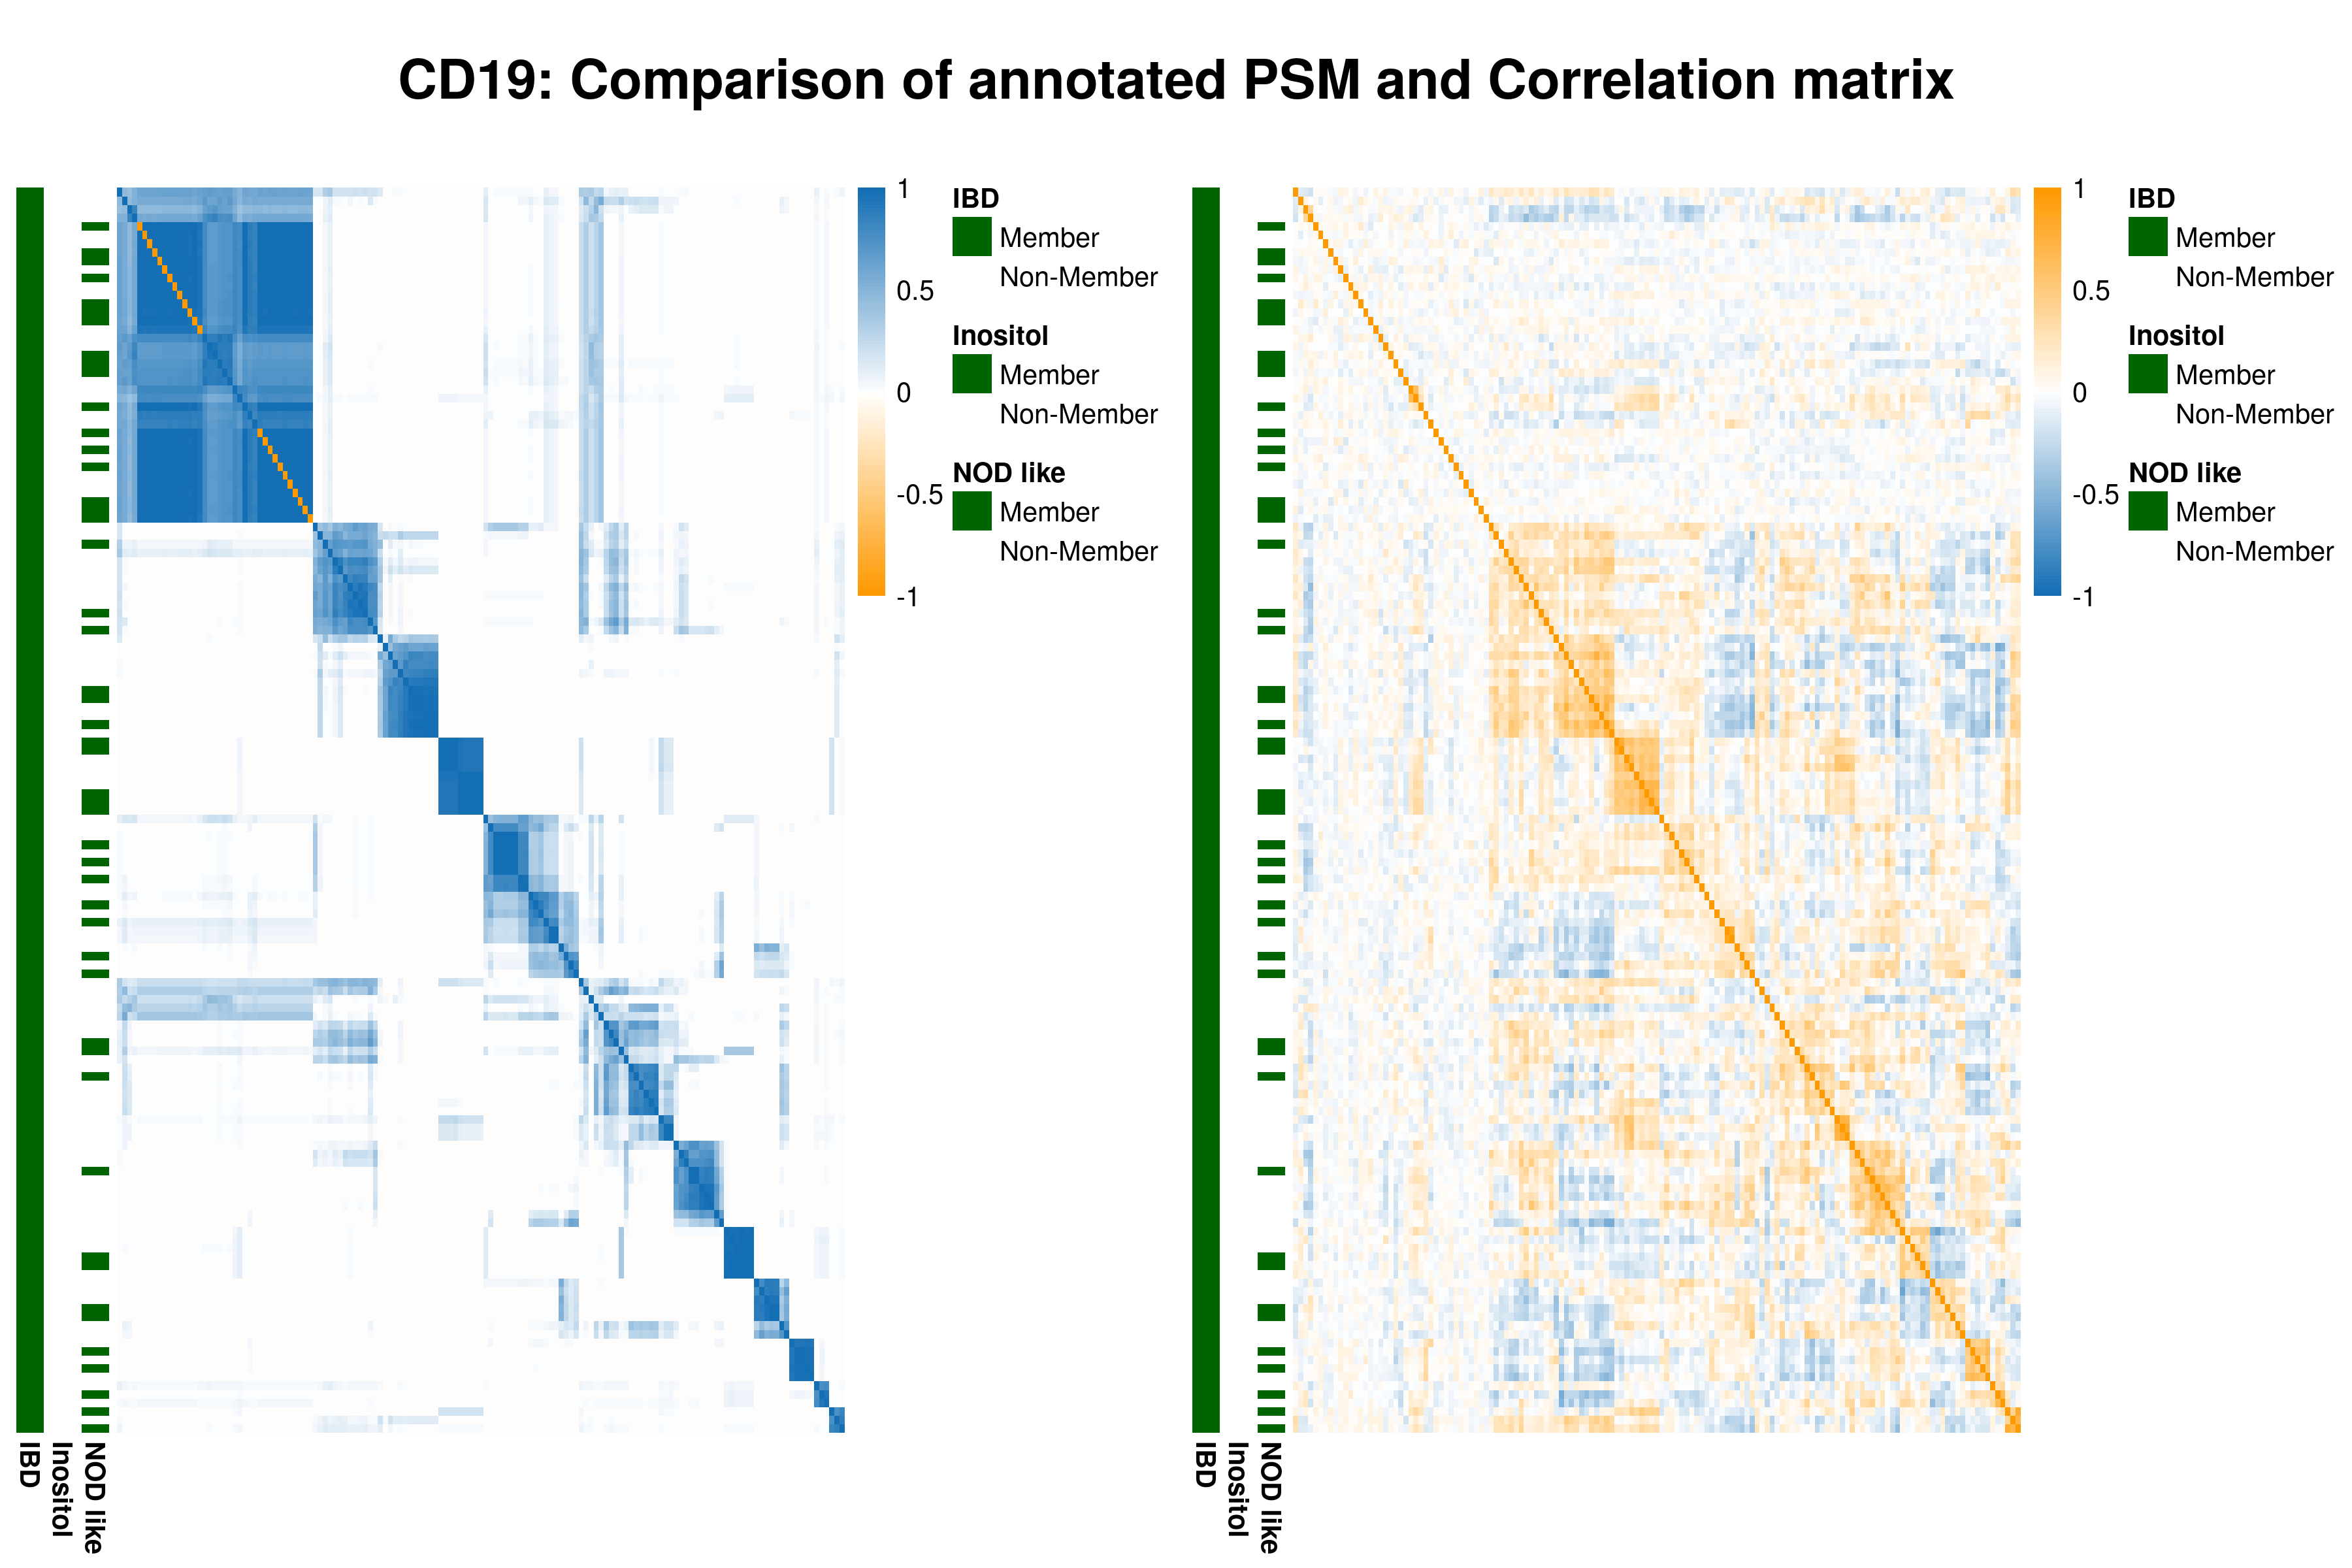 CD19: Comparison of annotated PSM and Correlation matrix
1
0.5
0
-0.5
-1
IBD
Member
Non-Member
Inositol
Member
Non-Member
NOD like
Member
Non-Member
IBD
Inositol
NOD like
1
0.5
0
-0.5
-1
IBD
Member
Non-Member
Inositol
Member
Non-Member
NOD like
Member
Non-Member
IBD
Inositol
NOD like